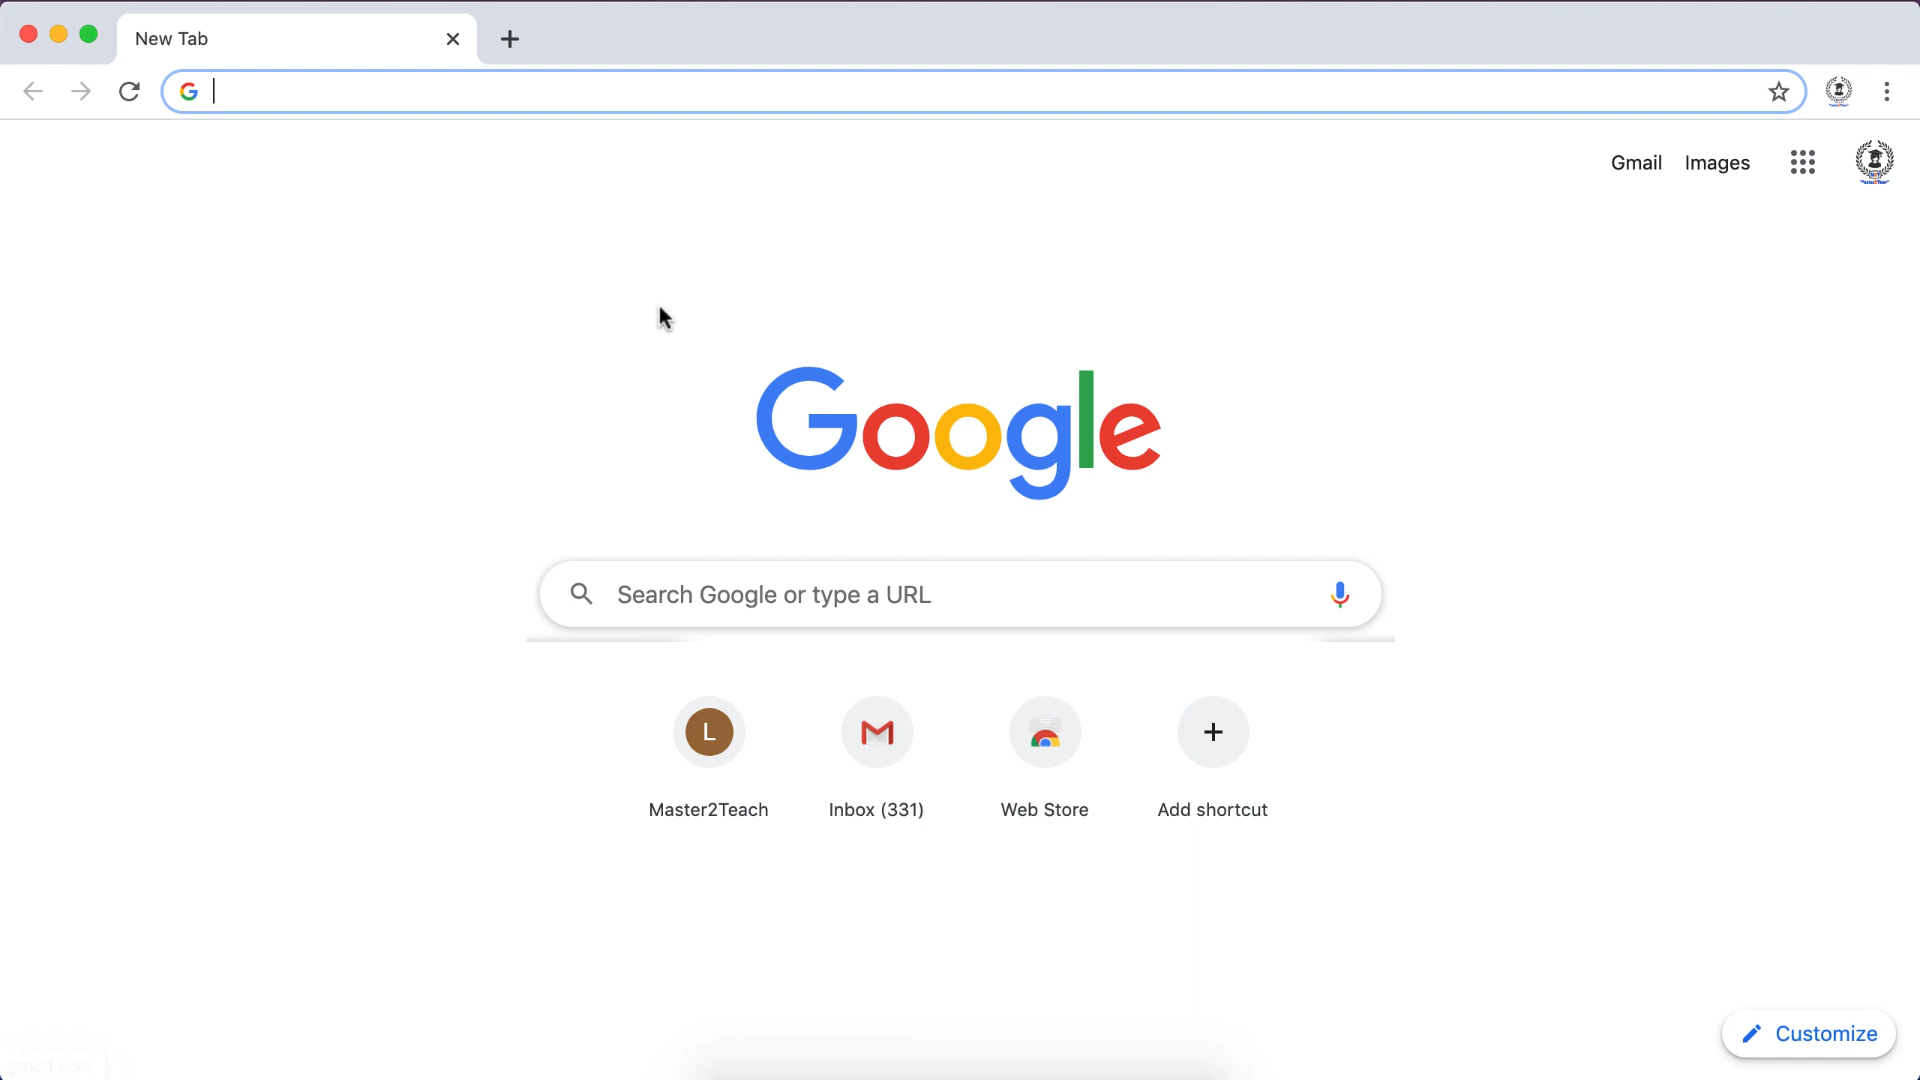 New Tab
Gmail Images
Google
Search Google or type a URL
L
Master2Teach Inbox (331) Web Store Add shortcut
Customize